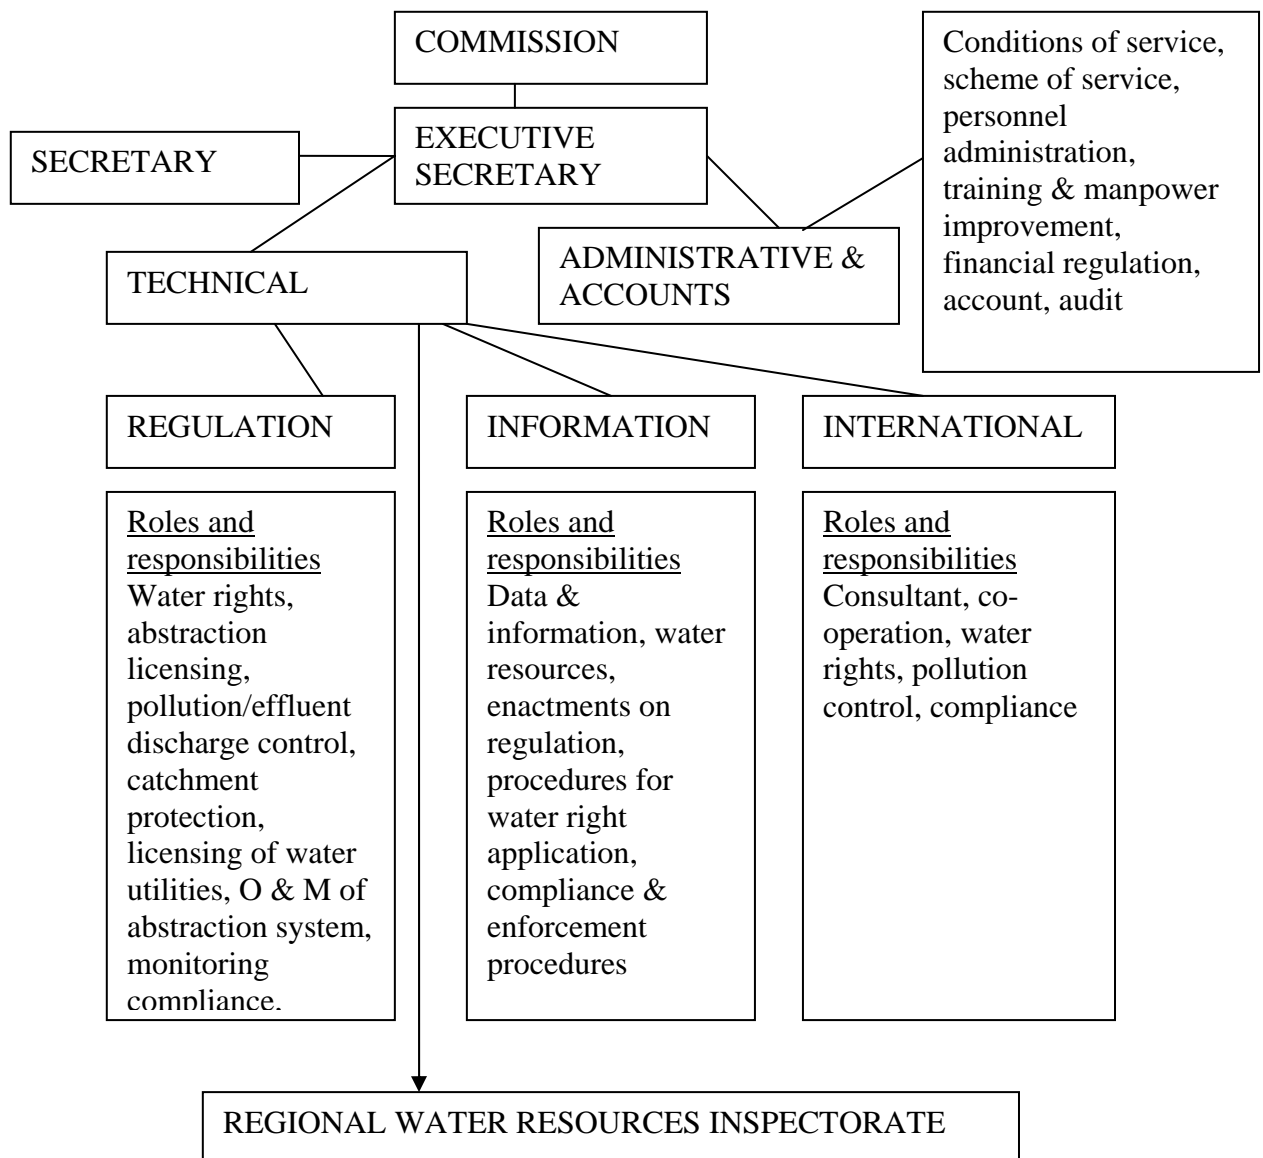 COMMISSION
EXECUTIVE
SECRETARY
SECRETARY
Conditions of service,
scheme of service,
personnel
administration,
training & manpower
improvement,
financial regulation,
account, audit
TECHNICAL
ADMINISTRATIVE &
ACCOUNTS
REGULATION
INFORMATION
INTERNATIONAL
Roles and
responsibilities
Water rights,
abstraction
licensing,
pollution/effluent
discharge control,
catchment
protection,
licensing of water
utilities, O & M of
abstraction system,
monitoring
compliance,
Roles and
responsibilities
Data &
information, water
resources,
enactments on
regulation,
procedures for
water right
application,
compliance &
enforcement
procedures
Roles and
responsibilities
Consultant, co-
operation, water
rights, pollution
control, compliance
REGIONAL WATER RESOURCES INSPECTORATE